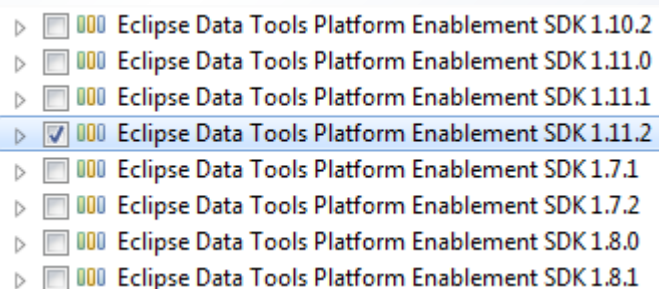 Eclipse Data Tools Platform Enablement SDK 1.10.2
Eclipse Data Tools Platform Enablement SDK 1.11.0
Eclipse Data Tools Platform Enablement SDK 1.11.1
Eclipse Data Tools Platform Enablement SDK 1.11.2
Eclipse Data Tools Platform Enablement SDK 1.7.1
Eclipse Data Tools Platform Enablement SDK 1.7.2
Eclipse Data Tools Platform Enablement SDK 1.8.0
Eclipse Data Tools Platform Enablement SDK 1.8.1